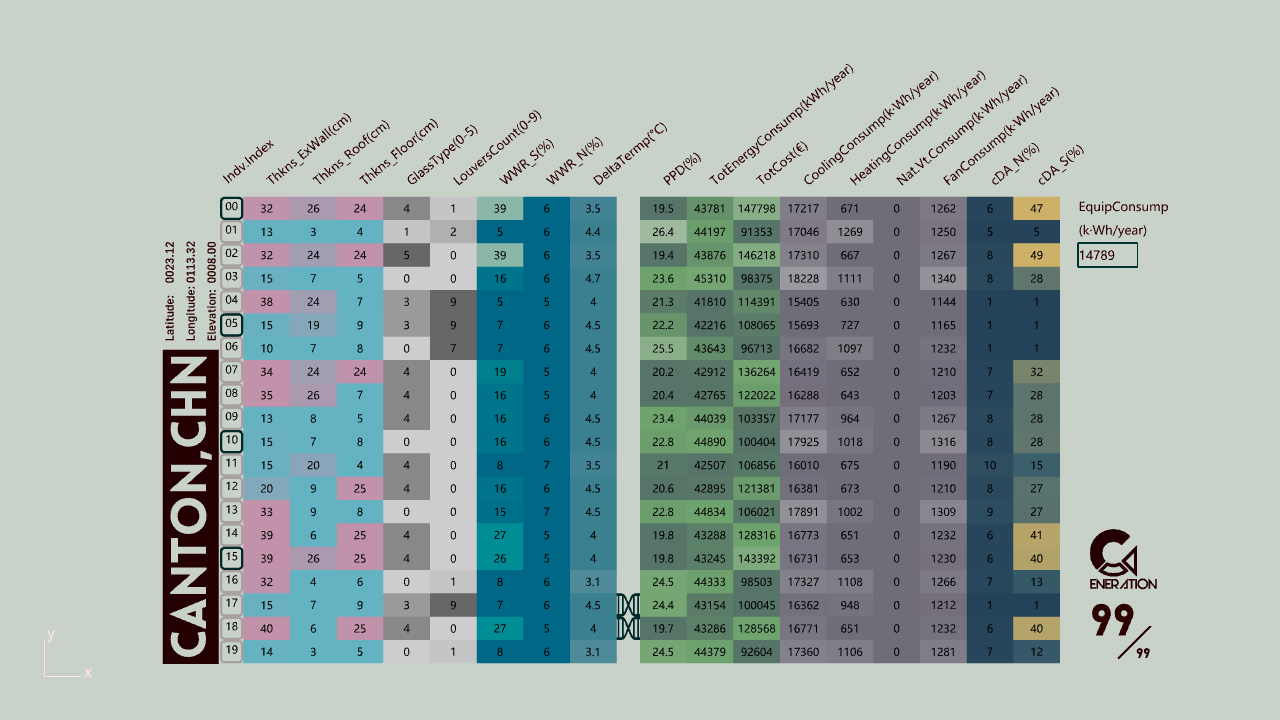 Indv.Index Thkns_ExWall(cm) Thkns_Roof(cm) Thkns_Floor(cm) GlassType(0-5) LouversCount(0-9) WWR_S(%) WWR_N(%) DeltaTermp(°C) PPD(%) TotEnergyConsump(kWh/year) TotCost(€) CoolingConsump(k·Wh/year) HeatingConsump(k·Wh/year) Nat.Vt.Consump(k·Wh/year) FanConsump(k·Wh/year) cDA_N(%) cDA_S(%)
00 32 26 24 4 1 39 6 3.5 19.5 43781 147798 17217 671 0 1262 6 47
01 13 3 4 1 2 5 6 4.4 26.4 44197 91353 17046 1269 0 1250 5 5
02 32 24 24 5 0 39 6 3.5 19.4 43876 146218 17310 667 0 1267 8 49
03 15 7 5 0 0 16 6 4.7 23.6 45310 98375 18228 1111 0 1340 8 28
04 38 24 7 3 9 5 5 4 21.3 41810 114391 15405 630 0 1144 1 1
05 15 19 9 3 9 7 6 4.5 22.2 42216 108065 15693 727 0 1165 1 1
06 10 7 8 0 7 7 6 4.5 25.5 43643 96713 16682 1097 0 1232 1 1
07 34 24 24 4 0 19 5 4 20.2 42912 136264 16419 652 0 1210 7 32
08 35 26 7 4 0 16 5 4 20.4 42765 122022 16288 643 0 1203 7 28
09 13 8 5 4 0 16 6 4.5 23.4 44039 103357 17177 964 0 1267 8 28
10 15 7 8 0 0 16 6 4.5 22.8 44890 100404 17925 1018 0 1316 8 28
11 15 20 4 4 0 8 7 3.5 21 42507 106856 16010 675 0 1190 10 15
12 20 9 25 4 0 16 6 4.5 20.6 42895 121381 16381 673 0 1210 8 27
13 33 9 8 0 0 15 7 4.5 22.8 44834 106021 17891 1002 0 1309 9 27
14 39 6 25 4 0 27 5 4 19.8 43288 128316 16773 651 0 1232 6 41
15 39 26 25 4 0 26 5 4 19.8 43245 143392 16731 653 0 1230 6 40
16 32 4 6 0 1 8 6 3.1 24.5 44333 98503 17327 1108 0 1266 7 13
17 15 7 9 3 9 7 6 4.5 24.4 43154 100045 16362 948 0 1212 1 1
18 40 6 25 4 0 27 5 4 19.7 43286 128568 16771 651 0 1232 6 40
19 14 3 5 0 1 8 6 3.1 24.5 44379 92604 17360 1106 0 1281 7 12
Latitude: 0023.12
Longitude: 0113.32
Elevation: 0008.00
CANTON,CHN
EquipConsump
(k·Wh/year)
14789
ENERATION
99/99
y
x